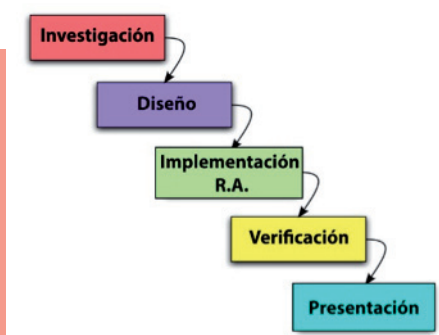 Investigación
Diseño
Implementación
R.A.
Verificación
Presentación